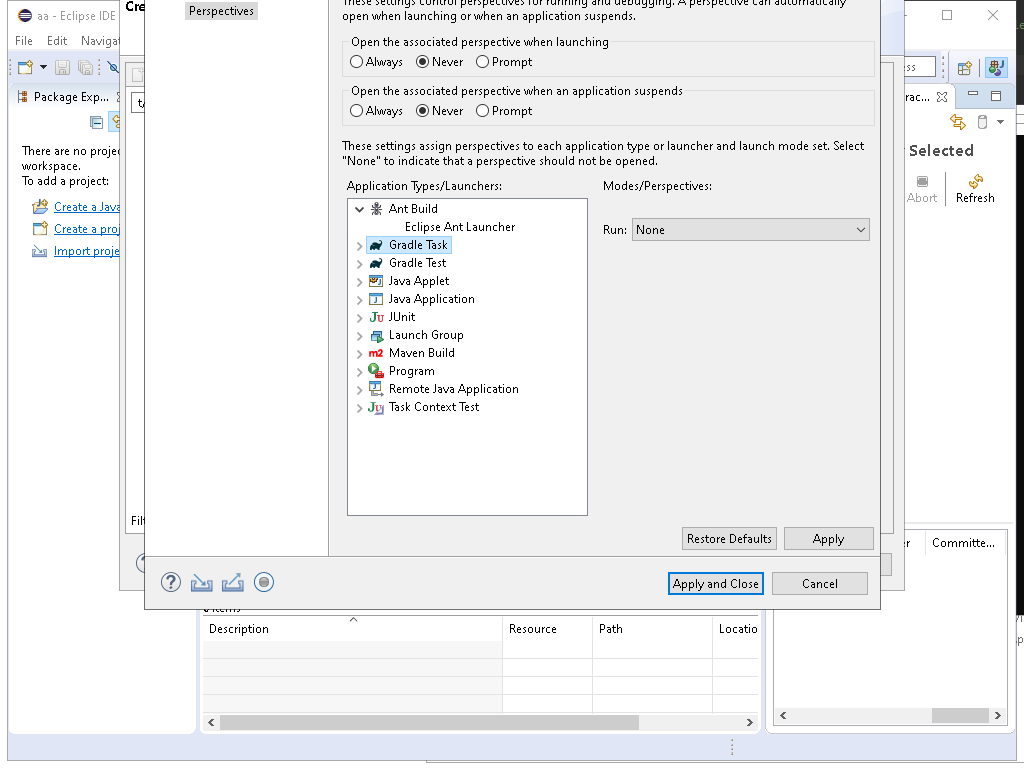 aa - Eclipse IDE
Cre
Perspectives
These settings control perspectives for running and debugging. A perspective can automatically
open when launching or when an application suspends.
File Edit Navigat
Open the associated perspective when launching
Always Never Prompt
Package Exp...
Open the associated perspective when an application suspends
Always Never Prompt
There are no proje
workspace.
To add a project:
Create a Java
Create a proj
Import proje
These settings assign perspectives to each application type or launcher and launch mode set. Select
"None" to indicate that a perspective should not be opened.
Application Types/Launchers:
Modes/Perspectives:
Ant Build
Eclipse Ant Launcher
Gradle Task
Gradle Test
Java Applet
Java Application
JUnit
Launch Group
Maven Build
Program
Remote Java Application
Task Context Test
Run: None
Selected
Abort
Refresh
Restore Defaults
Apply
Apply and Close
Cancel
Committe...
Description
Resource
Path
Locatio